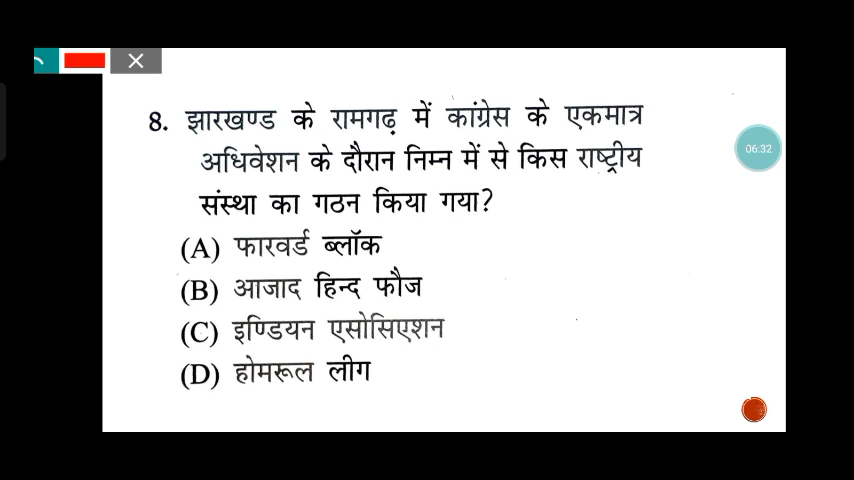 8. झारखण्ड के रामगढ़ में कांग्रेस के एकमात्र
अधिवेशन के दौरान निम्न में से किस राष्ट्रीय
संस्था का गठन किया गया?
(A) फारवर्ड ब्लॉक
(B) आजाद हिन्द फौज
(C) इण्डियन एसोसिएशन
(D) होमरूल लीग
06:32